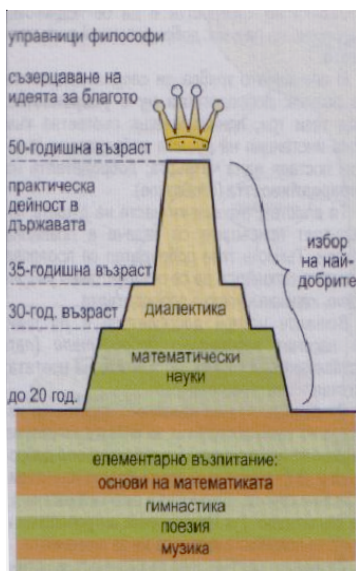 управници философи
съзерцаване на
идеята за благото
50-годишна възраст
практическа
дейност в
държавата
35-годишна възраст
30-год. възраст
до 20 год.
диалектика
математически
науки
избор
на най-
добрите
елементарно възпитание:
основи на математиката
гимнастика
поезия
музика